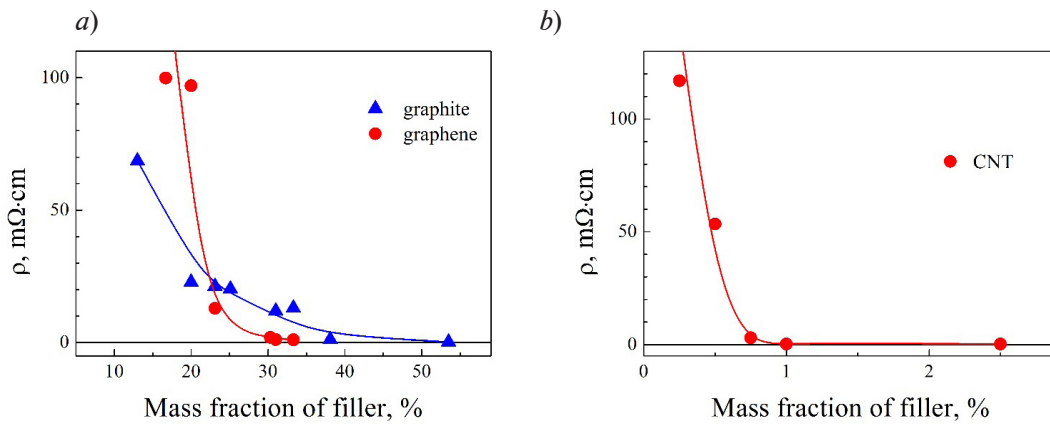 a)
100
50
0
ρ, mΩ·cm
graphite
graphene
10 20 30 40 50
Mass fraction of filler, %
b)
100
50
0
ρ, mΩ·cm
CNT
0 1 2
Mass fraction of filler, %